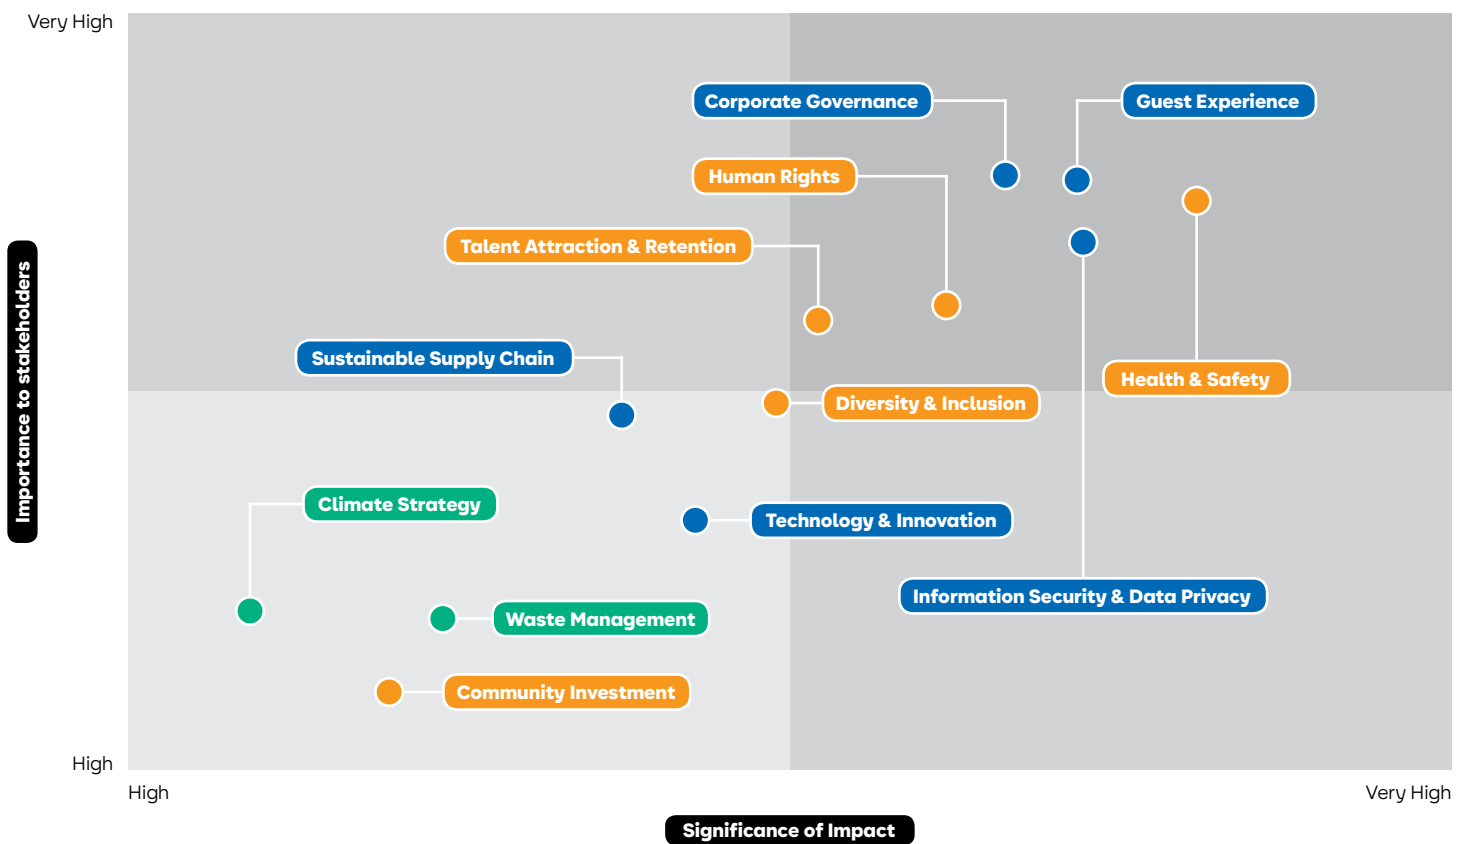 Very High
Corporate Governance
Guest Experience
Human Rights
Talent Attraction & Retention
Importance to stakeholders
Sustainable Supply Chain
Health & Safety
Diversity & Inclusion
Climate Strategy
Technology & Innovation
Information Security & Data Privacy
Waste Management
Community Investment
High
High
Very High
Significance of Impact